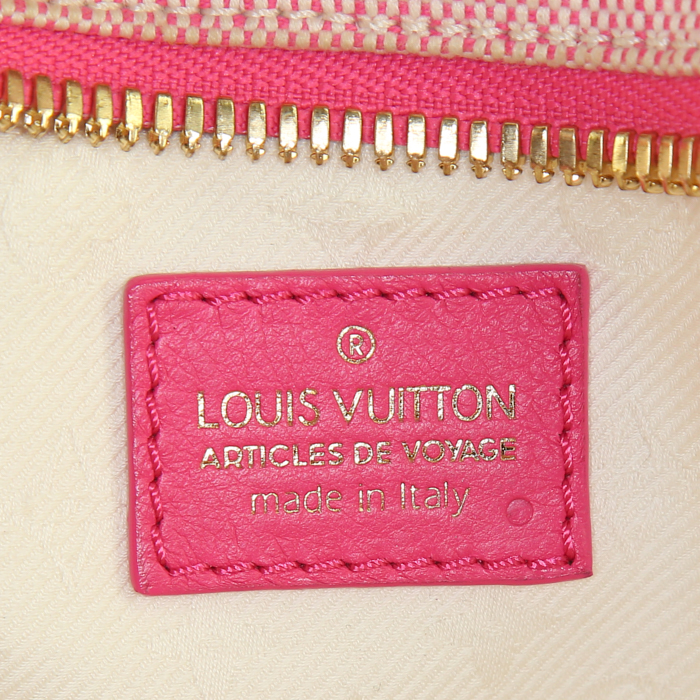 ®
LOUIS VUITTON
ARTICLES DE VOYAGE
made in Italy